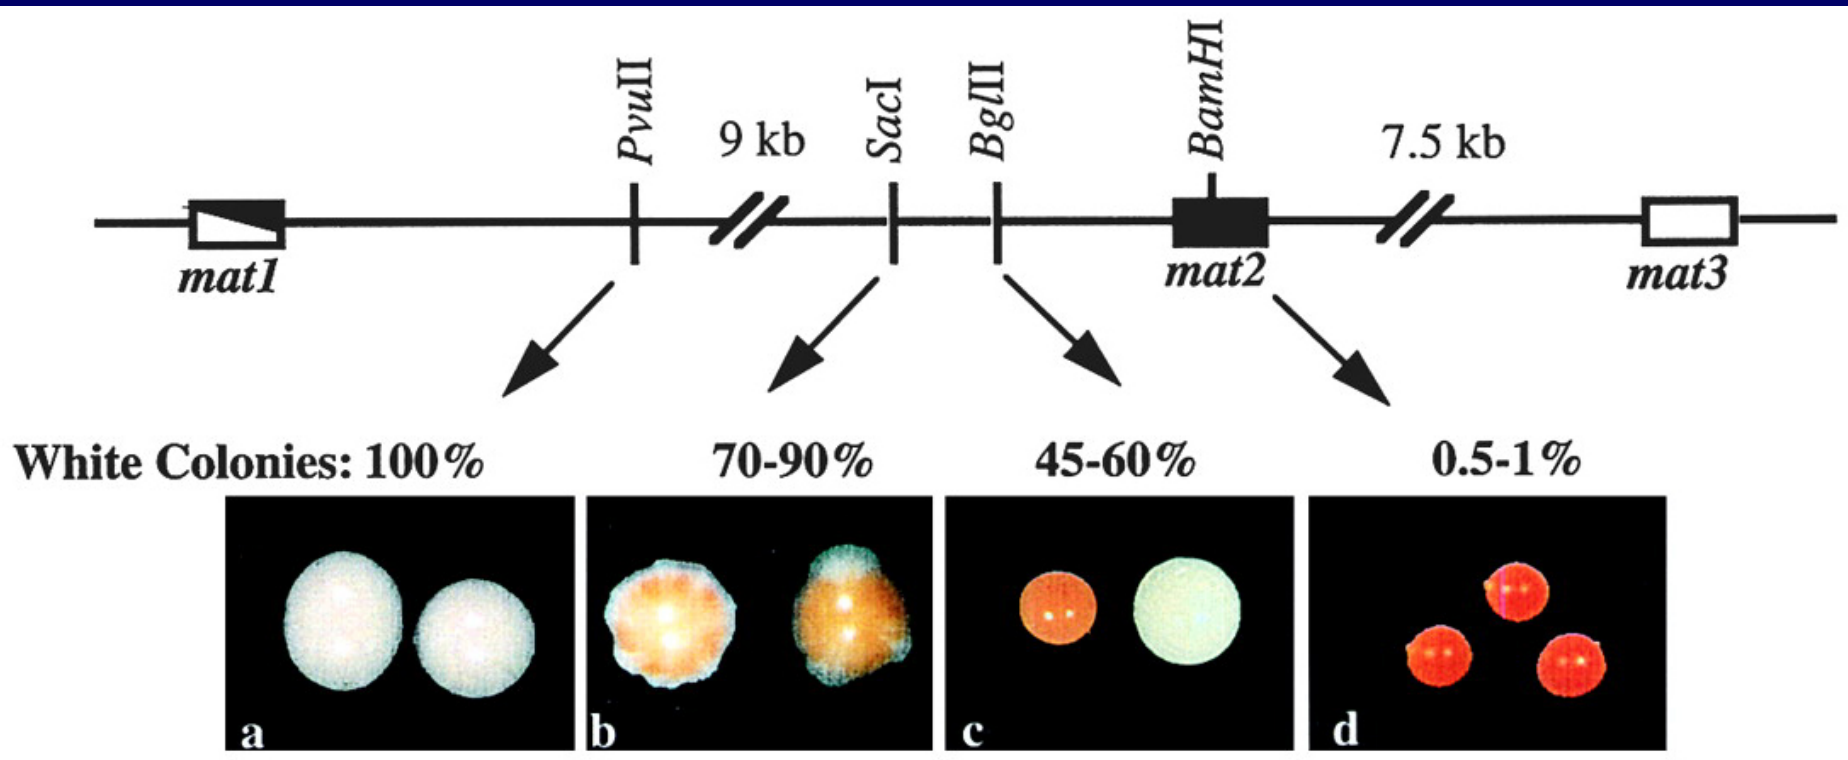 PvuII
9 kb
SacI
BglII
BamHI
7.5 kb
mat1
mat2
mat3
White Colonies: 100% 70-90% 45-60% 0.5-1%
a b c d